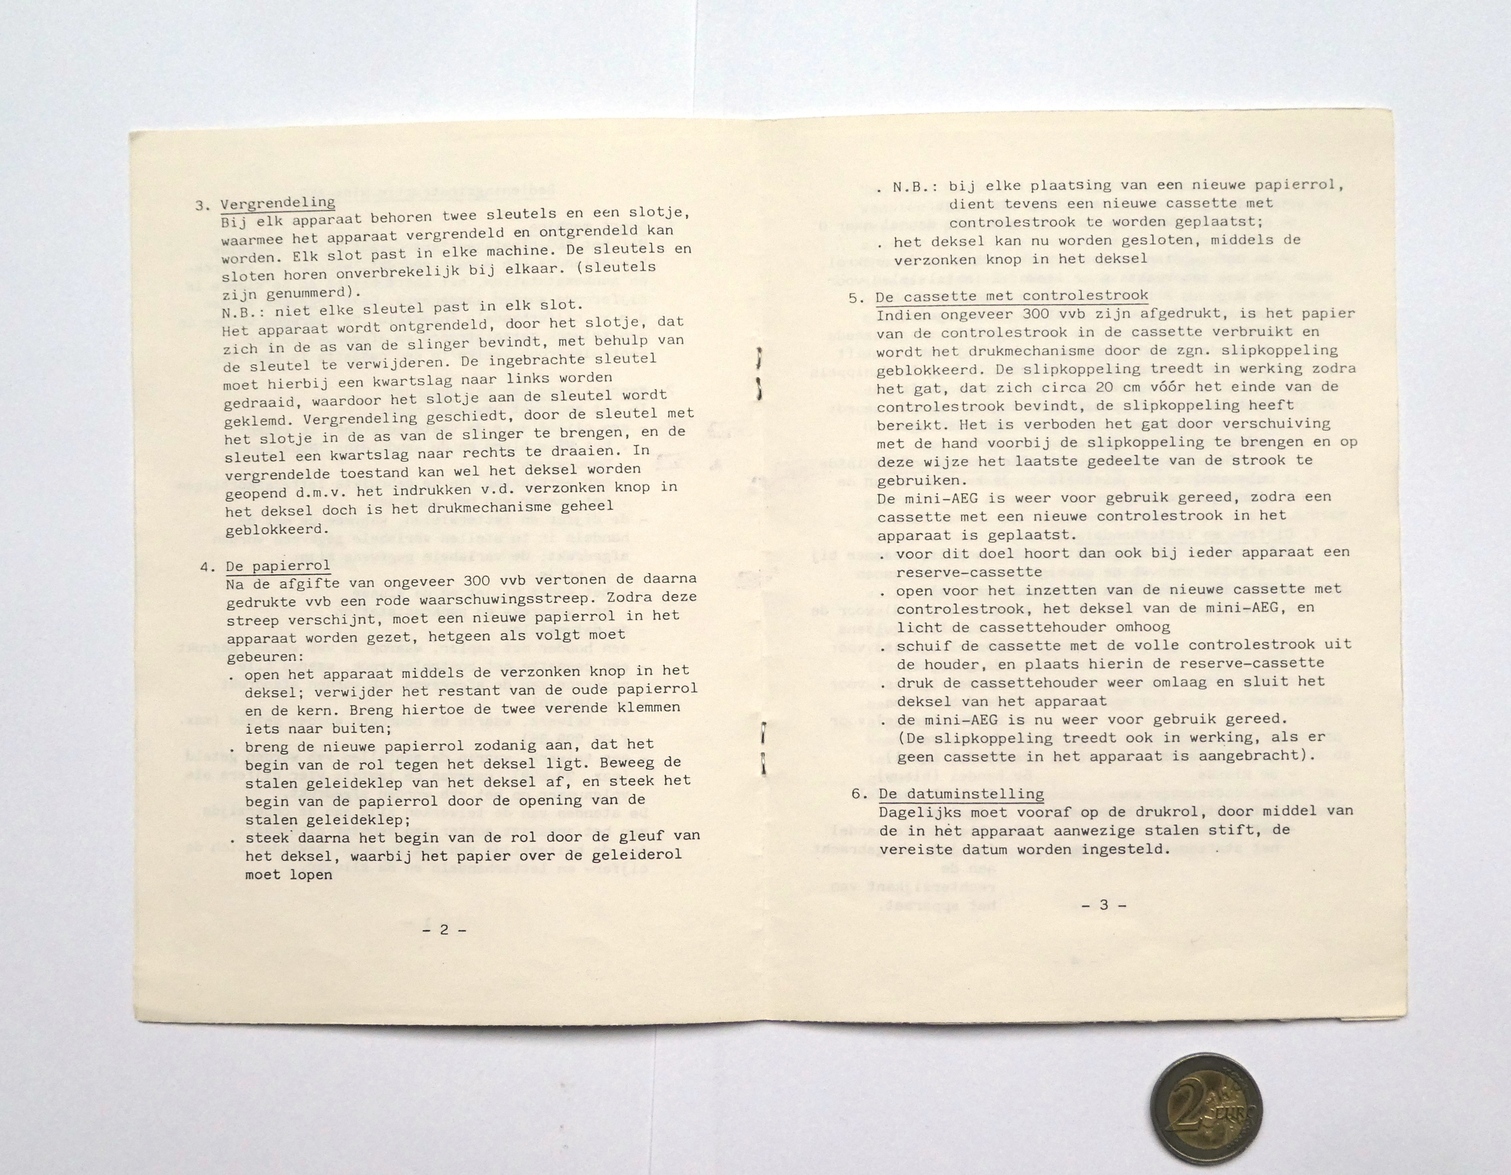 3. Vergrendeling
Bij elk apparaat behoren twee sleutels en een slotje,
waarmee het apparaat vergrendeld en ontgrendeld kan
worden. Elk slot past in elke machine. De sleutels en
sloten horen onverbrekelijk bij elkaar. (sleutels
zijn genummerd).
N.B.: niet elke sleutel past in elk slot.
Het apparaat wordt ontgrendeld, door het slotje, dat
zich in de as van de slinger bevindt, met behulp van
de sleutel te verwijderen. De ingebrachte sleutel
moet hierbij een kwartslag naar links worden
gedraaid, waardoor het slotje aan de sleutel wordt
geklemd. Vergrendeling geschiedt, door de sleutel met
het slotje in de as van de slinger te brengen, en de
sleutel een kwartslag naar rechts te draaien. In
vergrendelde toestand kan wel het deksel worden
geopend d.m.v. het indrukken v.d. verzonken knop in
het deksel doch is het drukmechanisme geheel
geblokkeerd.
4. De papierrol
Na de afgifte van ongeveer 300 vvb vertonen de daarna
gedrukte vvb een rode waarschuwingsstreep. Zodra deze
streep verschijnt, moet een nieuwe papierrol in het
apparaat worden gezet, hetgeen als volgt moet
gebeuren:
. open het apparaat middels de verzonken knop in het
deksel; verwijder het restant van de oude papierrol
en de kern. Breng hiertoe de twee verende klemmen
iets naar buiten;
. breng de nieuwe papierrol zodanig aan, dat het
begin van de rol tegen het deksel ligt. Beweeg de
stalen geleideklep van het deksel af, en steek het
begin van de papierrol door de opening van de
stalen geleideklep;
. steek daarna het begin van de rol door de gleuf van
het deksel, waarbij het papier over de geleiderol
moet lopen
- 2 -
. N.B.: bij elke plaatsing van een nieuwe papierrol,
dient tevens een nieuwe cassette met
controlestrook te worden geplaatst;
. het deksel kan nu worden gesloten, middels de
verzonken knop in het deksel
5. De cassette met controlestrook
Indien ongeveer 300 vvb zijn afgedrukt, is het papier
van de controlestrook in de cassette verbruikt en
wordt het drukmechanisme door de zgn. slipkoppeling
geblokkeerd. De slipkoppeling treedt in werking zodra
het gat, dat zich circa 20 cm vóór het einde van de
controlestrook bevindt, de slipkoppeling heeft
bereikt. Het is verboden het gat door verschuiving
met de hand voorbij de slipkoppeling te brengen en op
deze wijze het laatste gedeelte van de strook te
gebruiken.
De mini-AEG is weer voor gebruik gereed, zodra een
cassette met een nieuwe controlestrook in het
apparaat is geplaatst.
. voor dit doel hoort dan ook bij ieder apparaat een
reserve-cassette
. open voor het inzetten van de nieuwe cassette met
controlestrook, het deksel van de mini-AEG, en
licht de cassettehouder omhoog
. schuif de cassette met de volle controlestrook uit
de houder, en plaats hierin de reserve-cassette
. druk de cassettehouder weer omlaag en sluit het
deksel van het apparaat
. de mini-AEG is nu weer voor gebruik gereed.
(De slipkoppeling treedt ook in werking, als er
geen cassette in het apparaat is aangebracht).
6. De datuminstelling
Dagelijks moet vooraf op de drukrol, door middel van
de in het apparaat aanwezige stalen stift, de
vereiste datum worden ingesteld.
- 3 -
2 EURO